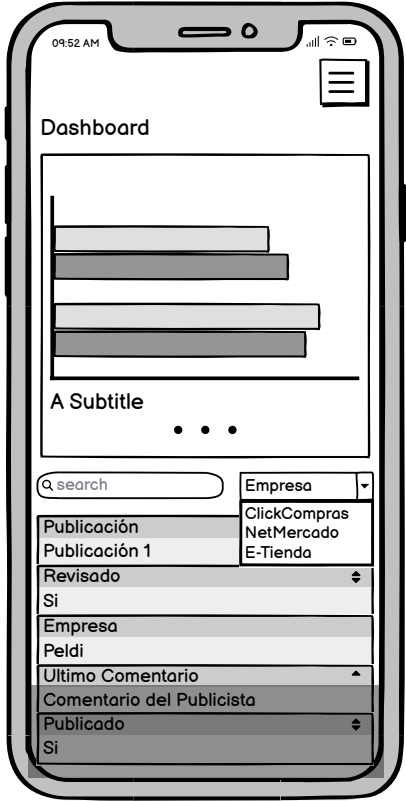 09:52 AM
Dashboard
A Subtitle
search
Empresa
ClickCompras
NetMercado
E-Tienda
Publicación
Publicación 1
Revisado
Si
Empresa
Peldi
Ultimo Comentario
Comentario del Publicista
Publicado
Si